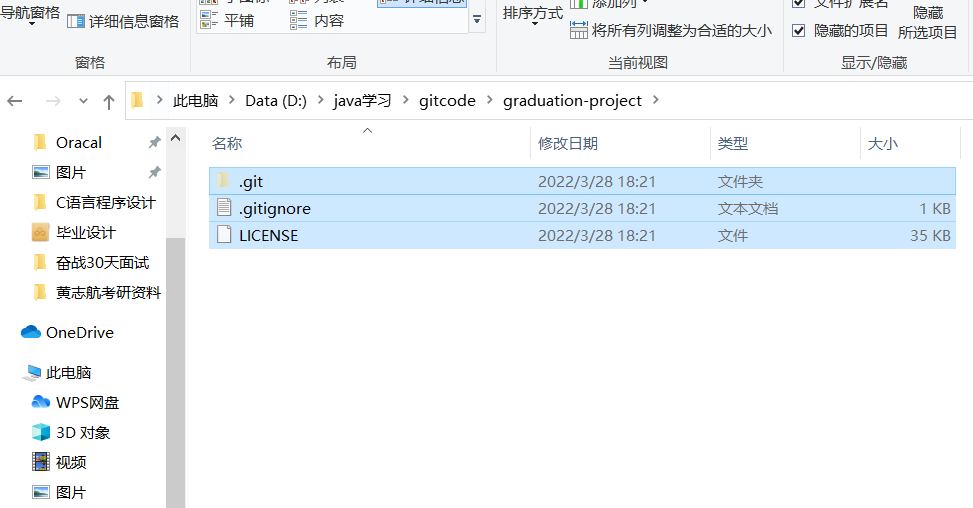 导航窗格
详细信息窗格
平铺
内容
详细信息
排序方式
添加列
将所有列调整为合适的大小
文件扩展名
隐藏的项目
隐藏
所选项目
窗格
布局
当前视图
显示/隐藏
此电脑 > Data (D:) > java学习 > gitcode > graduation-project >
Oracal
图片
C语言程序设计
毕业设计
奋战30天面试
黄志航考研资料
OneDrive
此电脑
WPS网盘
3D 对象
视频
图片
名称 修改日期 类型 大小
.git 2022/3/28 18:21 文件夹
.gitignore 2022/3/28 18:21 文本文档 1 KB
LICENSE 2022/3/28 18:21 文件 35 KB